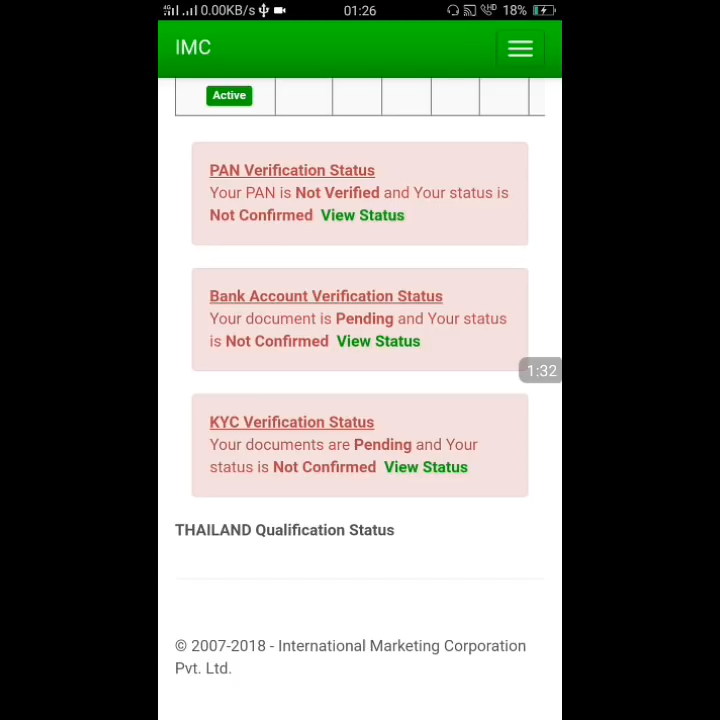 4G 0.00KB/s 01:26 HD 18%
IMC
Active
PAN Verification Status
Your PAN is Not Verified and Your status is
Not Confirmed View Status
Bank Account Verification Status
Your document is Pending and Your status
is Not Confirmed View Status
1:32
KYC Verification Status
Your documents are Pending and Your
status is Not Confirmed View Status
THAILAND Qualification Status
© 2007-2018 - International Marketing Corporation
Pvt. Ltd.